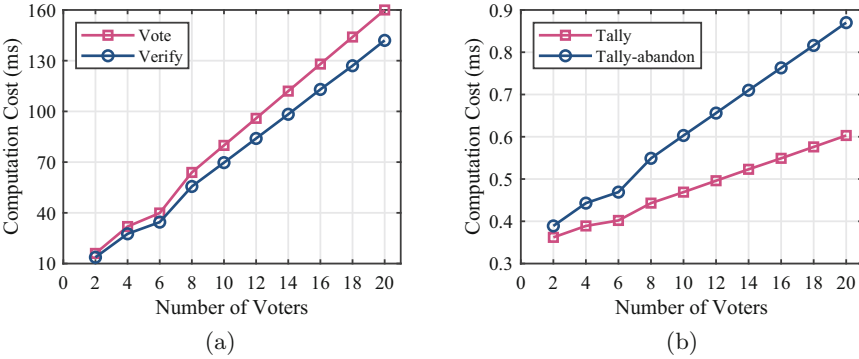 160
130
100
70
40
10
Computation Cost (ms)
Vote
Verify
0 2 4 6 8 10 12 14 16 18 20
Number of Voters
(a)
0.9
0.8
0.7
0.6
0.5
0.4
0.3
Computation Cost (ms)
Tally
Tally-abandon
0 2 4 6 8 10 12 14 16 18 20
Number of Voters
(b)